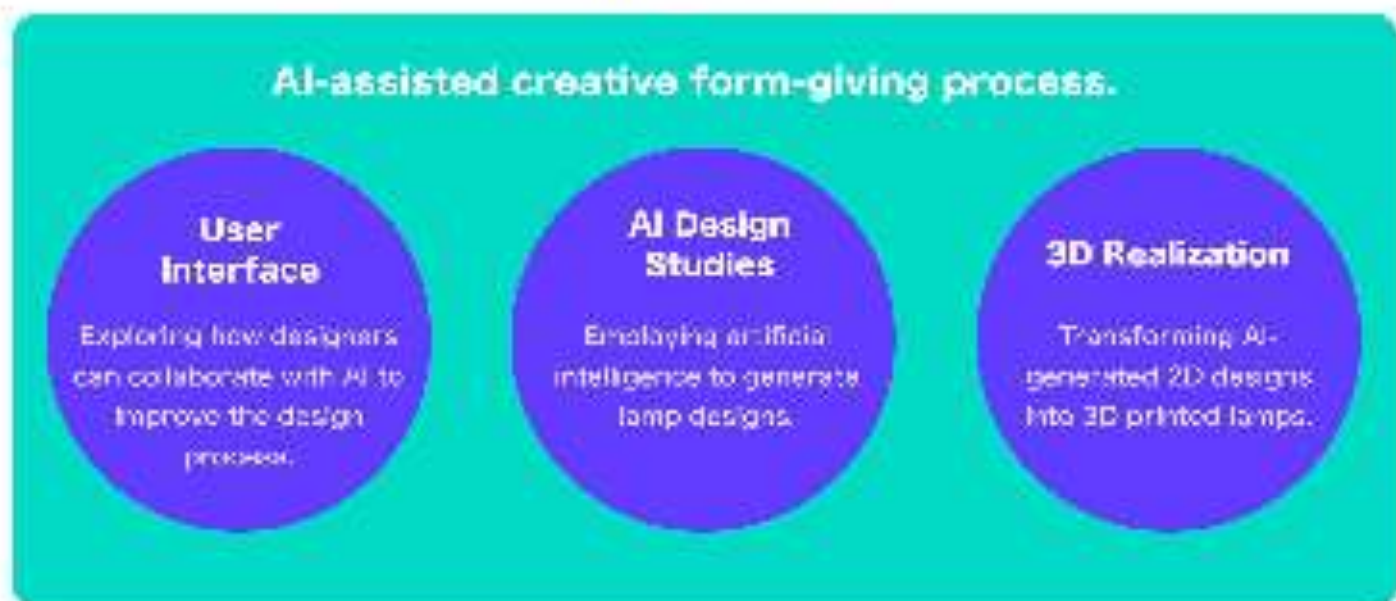 AI-assisted creative form-giving process.
User
Interface
Exploring how designers
can collaborate with AI to
improve the design
process.
AI Design
Studies
Employing artificial
intelligence to generate
lamp designs.
3D Realization
Transforming AI-
generated 2D designs
into 3D printed lamps.